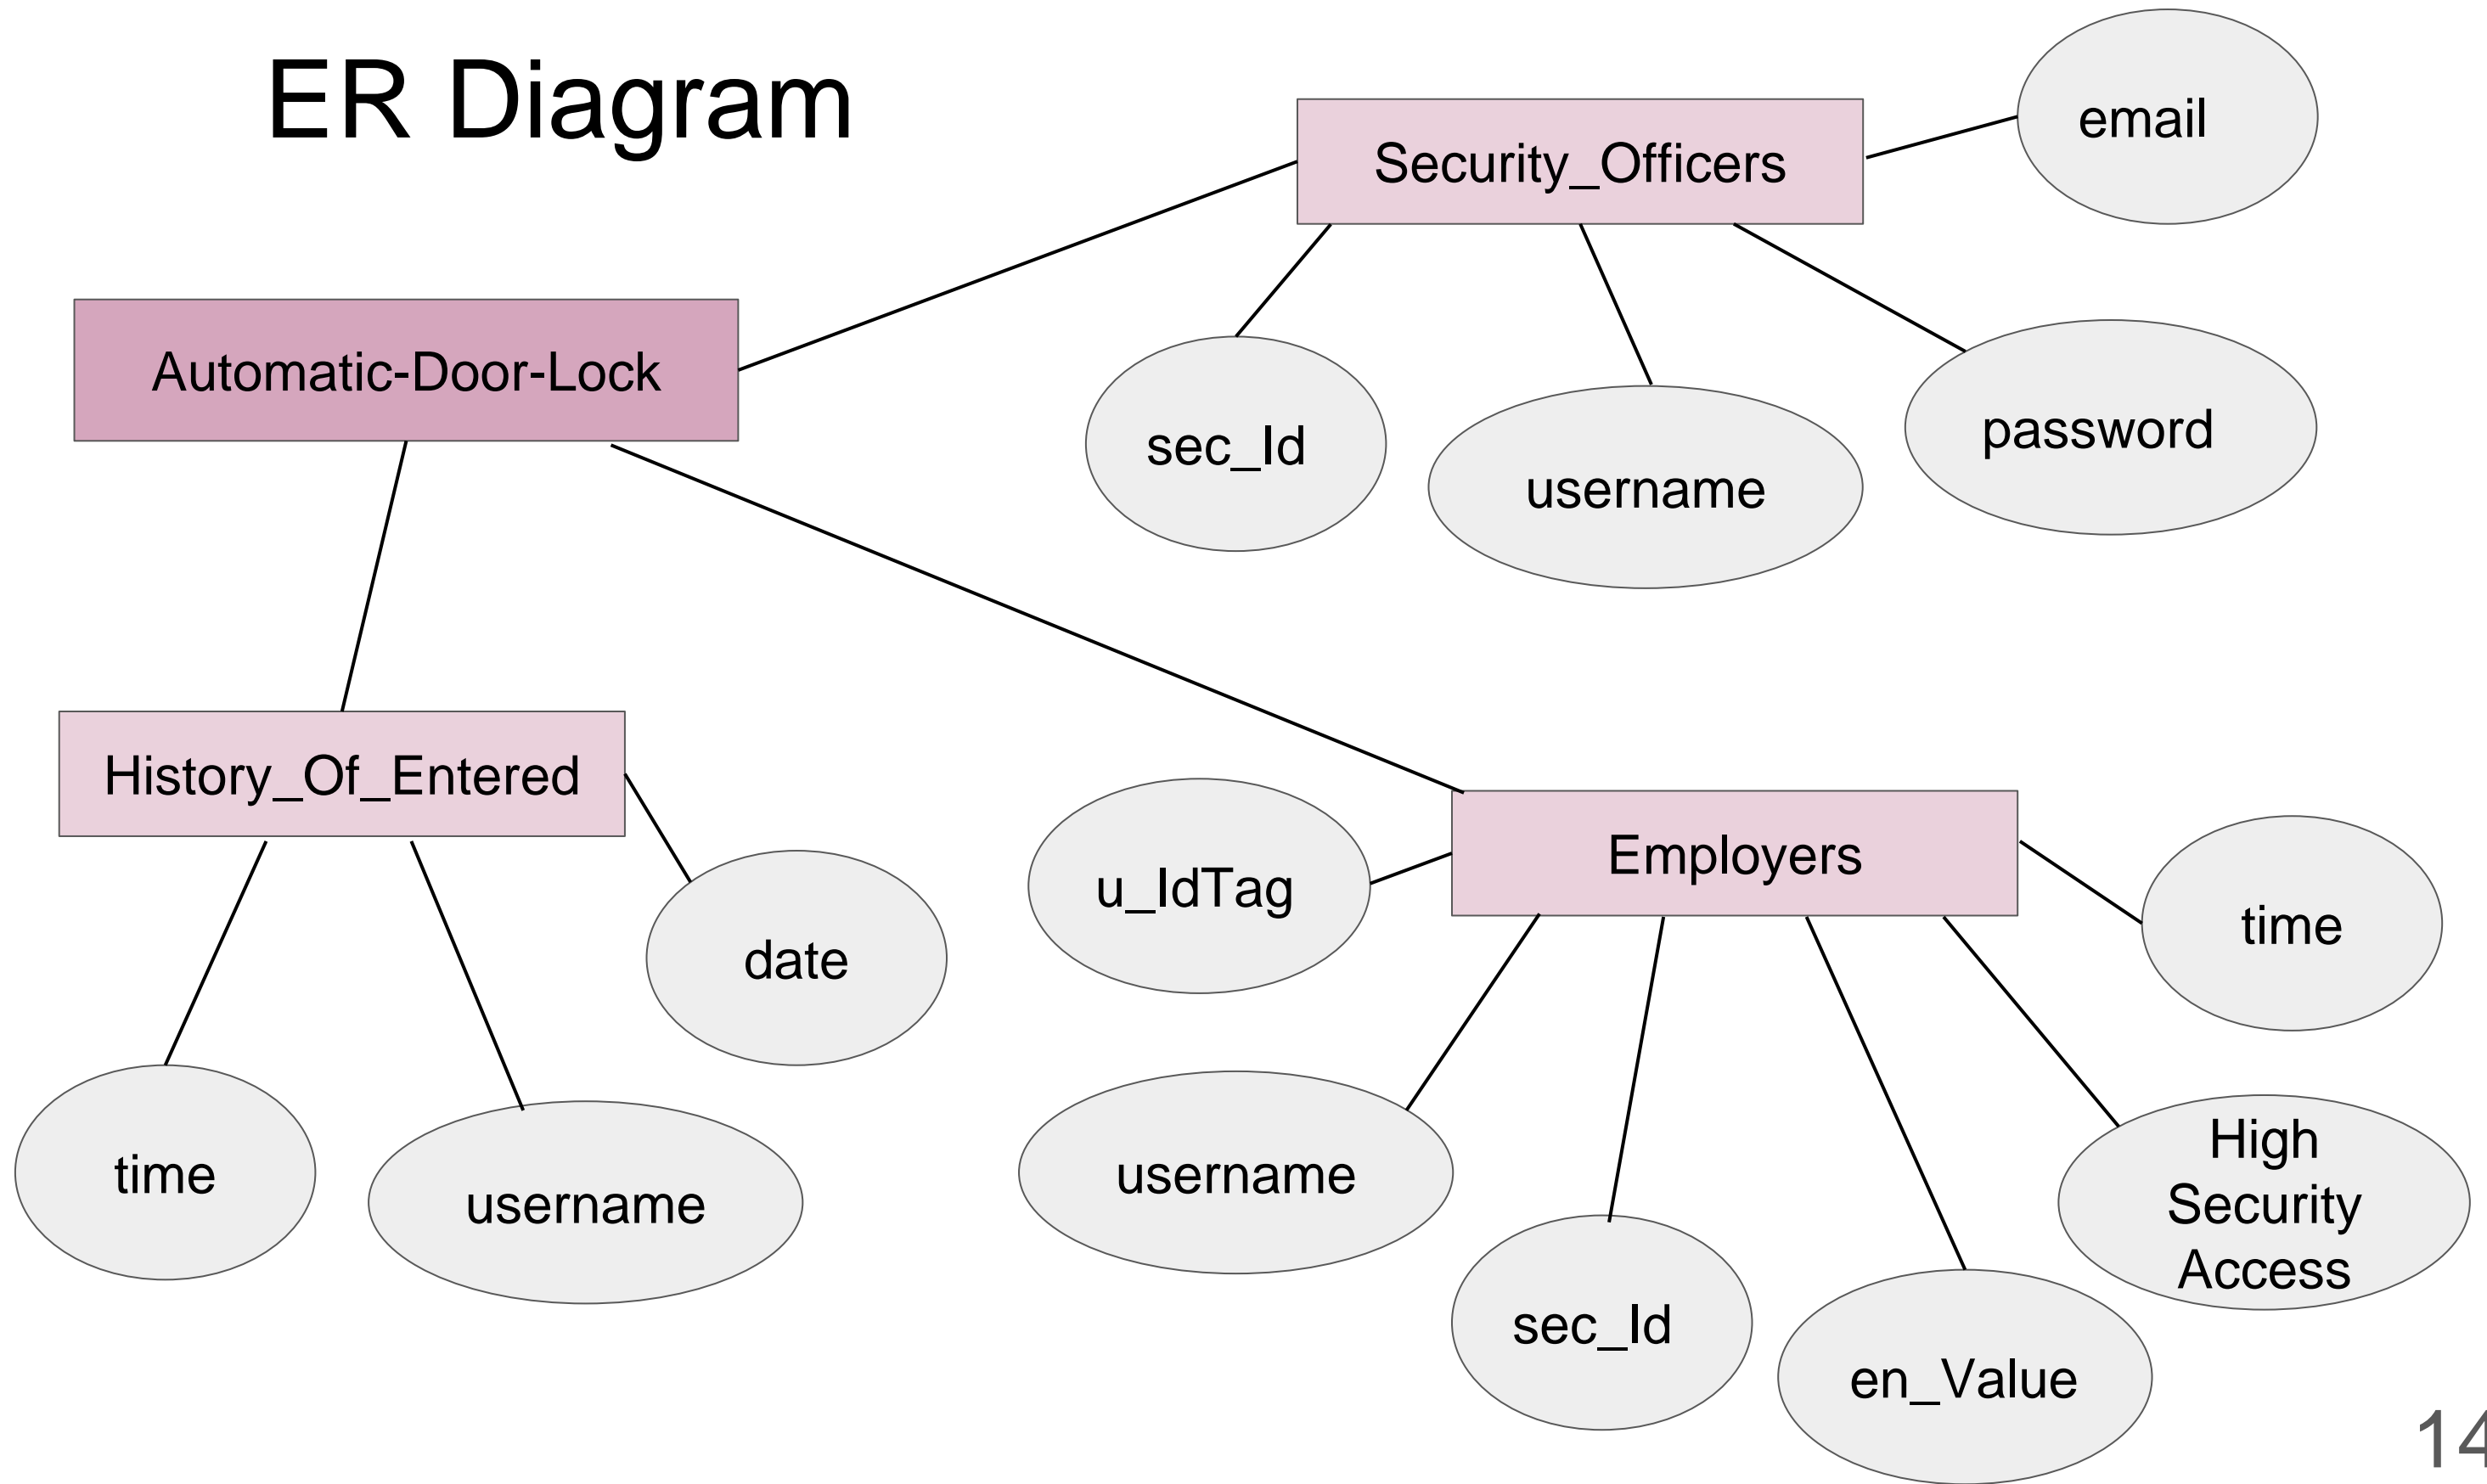 ER Diagram
email
Security_Officers
Automatic-Door-Lock
sec_Id
username
password
History_Of_Entered
Employers
u_IdTag
time
date
time
username
username
High
Security
Access
sec_Id
en_Value
14